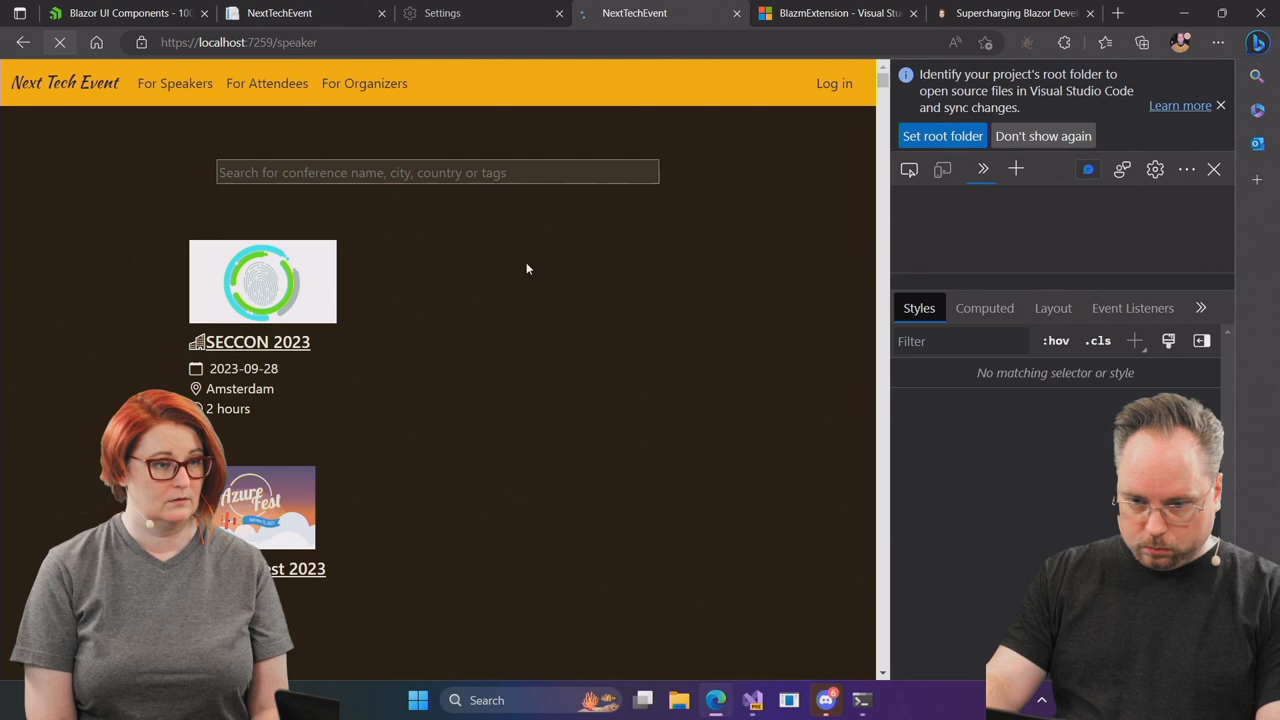 Blazor UI Components - 100
NextTechEvent
Settings
NextTechEvent
BlazmExtension - Visual Stu
Supercharging Blazor Devel
https://localhost:7259/speaker
Next Tech Event
For Speakers
For Attendees
For Organizers
Log in
Search for conference name, city, country or tags
SECCON 2023
2023-09-28
Amsterdam
2 hours
Azure
Fest
est 2023
Identify your project's root folder to
open source files in Visual Studio Code
and sync changes.
Learn more
Set root folder
Don't show again
Styles
Computed
Layout
Event Listeners
Filter
:hov
.cls
No matching selector or style
Search
6